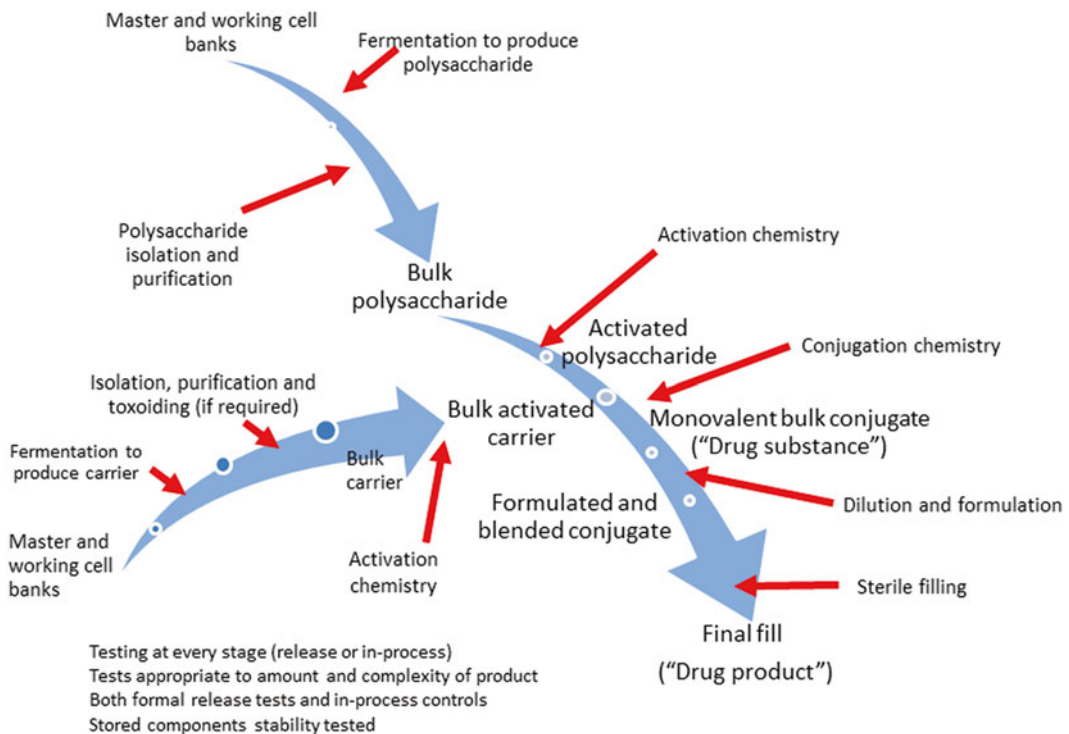 Master and working cell
banks
Fermentation to produce
polysaccharide
Polysaccharide
isolation and
purification
Bulk
polysaccharide
Activation chemistry
Activated
polysaccharide
Conjugation chemistry
Isolation, purification and
toxoiding (if required)
Bulk activated
carrier
Monovalent bulk conjugate
(“Drug substance”)
Fermentation to
produce carrier
Bulk
carrier
Formulated and
blended conjugate
Dilution and formulation
Master and
working cell
banks
Activation
chemistry
Sterile filling
Final fill
(“Drug product”)
Testing at every stage (release or in-process)
Tests appropriate to amount and complexity of product
Both formal release tests and in-process controls
Stored components stability tested